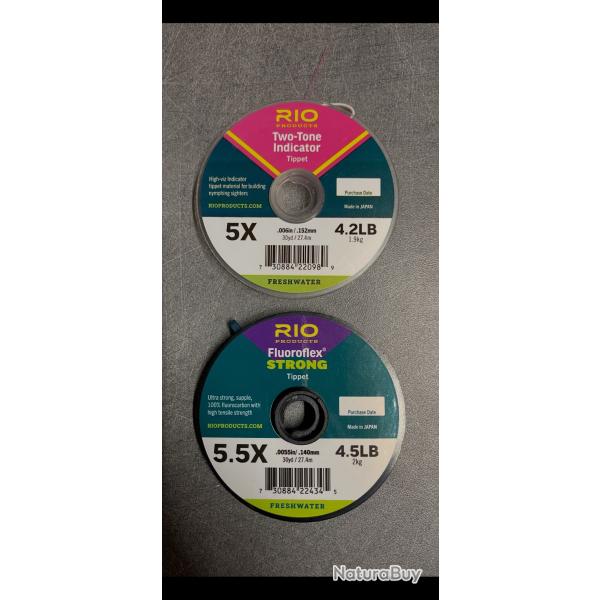 RIO
PRODUCTS
Two-Tone
Indicator
Tippet
High-viz Indicator
tippet material for building
nymphing sighters
RIOPRODUCTS.COM
Purchase Date
Made in JAPAN
5X
.006in / .152mm
30yd / 27.4m
4.2LB
1.9kg
7 30884 22098 9
FRESHWATER
RIO
PRODUCTS
Fluoroflex®
STRONG
Tippet
Ultra strong, supple,
100% fluorocarbon with
high tensile strength
RIOPRODUCTS.COM
Purchase Date
Made in JAPAN
5.5X
.0055in / .140mm
30yd / 27.4m
4.5LB
2kg
7 30884 22434 5
FRESHWATER
NaturaBuy